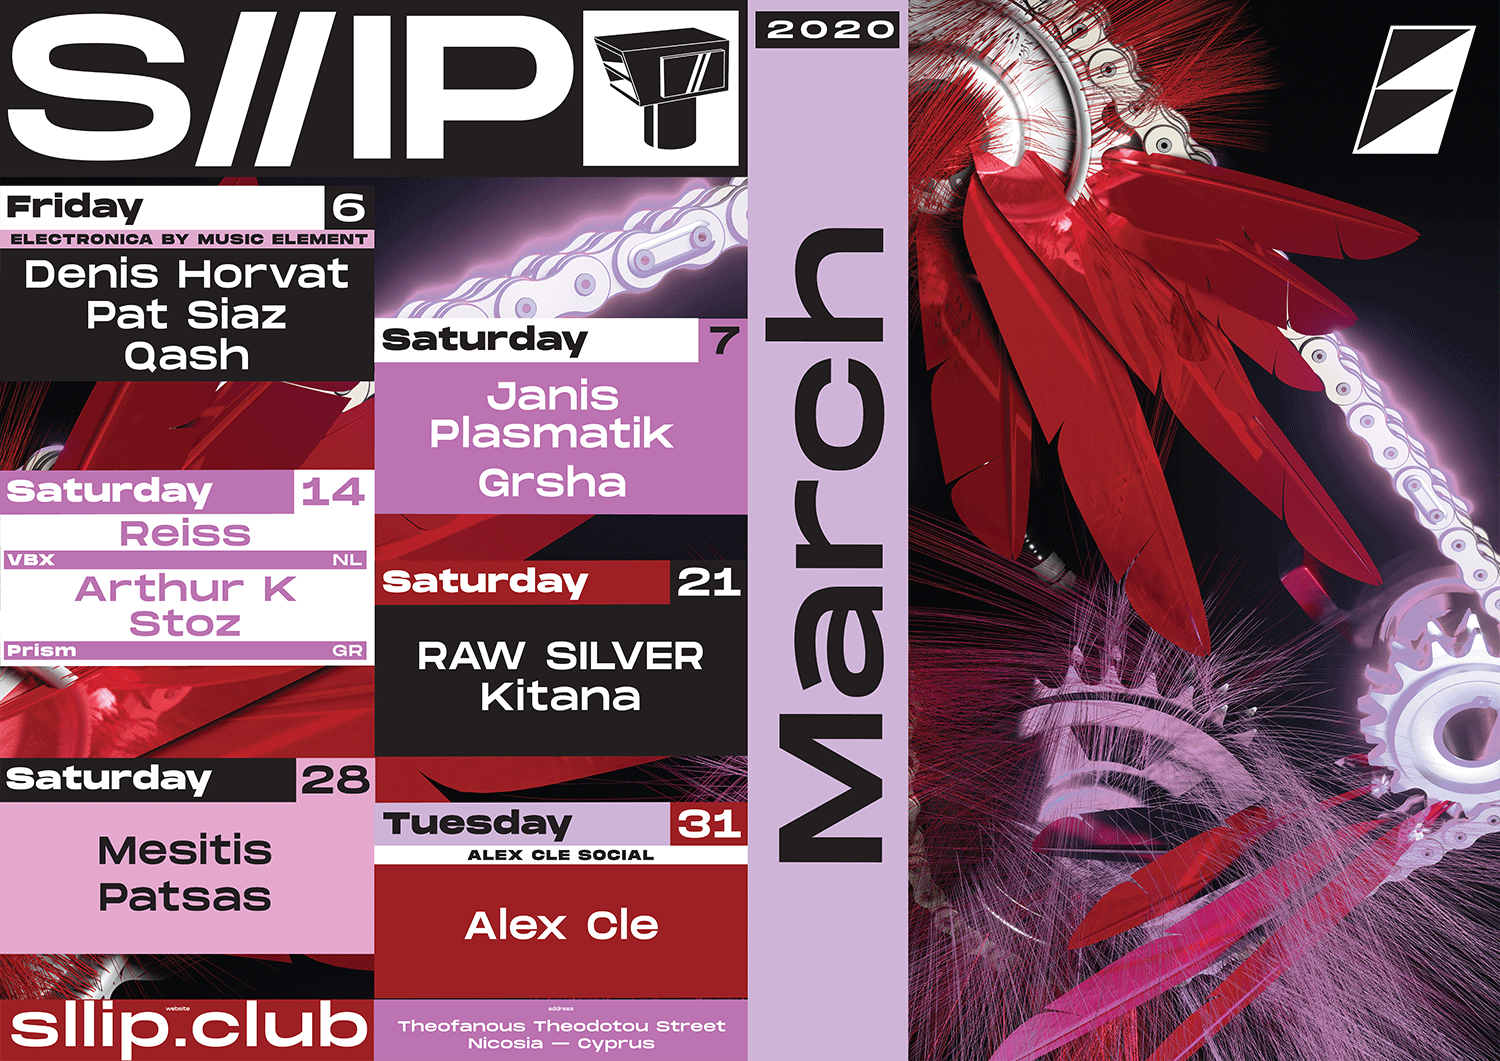 S//IP
2020
March
Friday 6
ELECTRONICA BY MUSIC ELEMENT
Denis Horvat
Pat Siaz
Qash
Saturday 7
Janis
Plasmatik
Grsha
Saturday 14
Reiss
VBX NL
Arthur K
Stoz
Prism GR
Saturday 21
RAW SILVER
Kitana
Saturday 28
Mesitis
Patsas
Tuesday 31
ALEX CLE SOCIAL
Alex Cle
website
sllip.club
address
Theofanous Theodotou Street
Nicosia — Cyprus